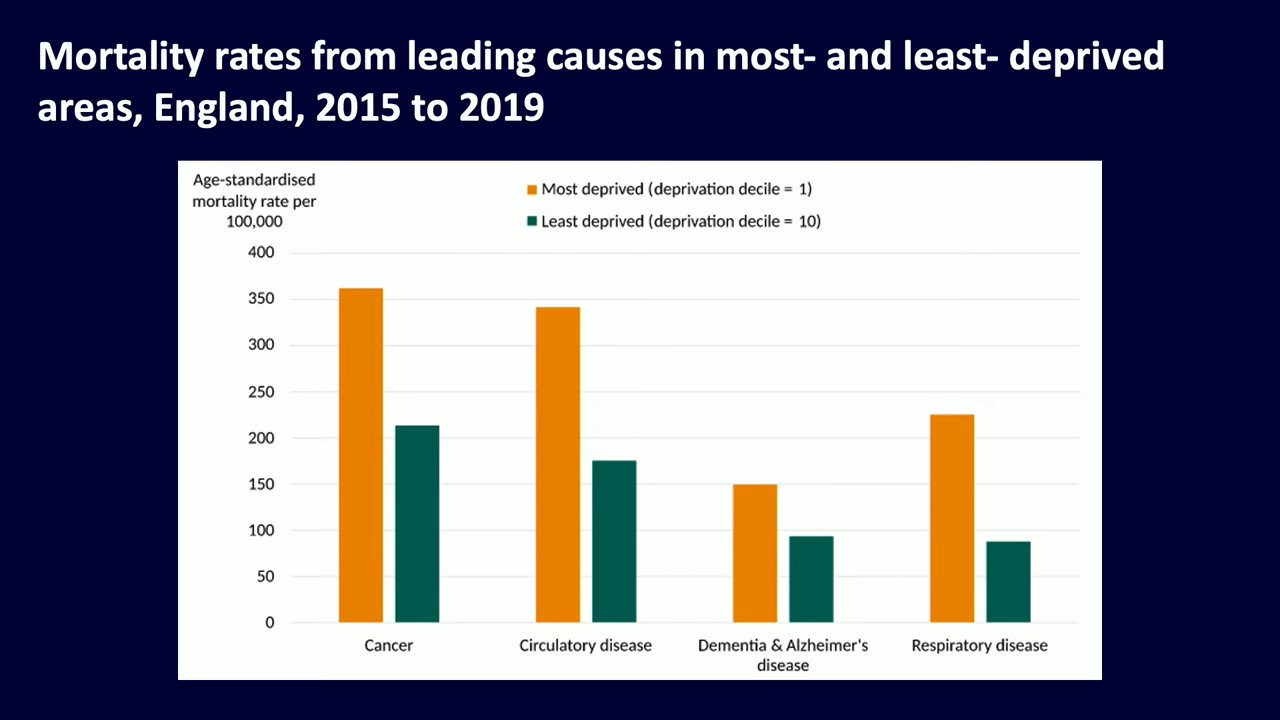 Mortality rates from leading causes in most- and least- deprived
areas, England, 2015 to 2019
Age-standardised
mortality rate per
100,000
Most deprived (deprivation decile = 1)
Least deprived (deprivation decile = 10)
400
350
300
250
200
150
100
50
0
Cancer
Circulatory disease
Dementia & Alzheimer's
disease
Respiratory disease